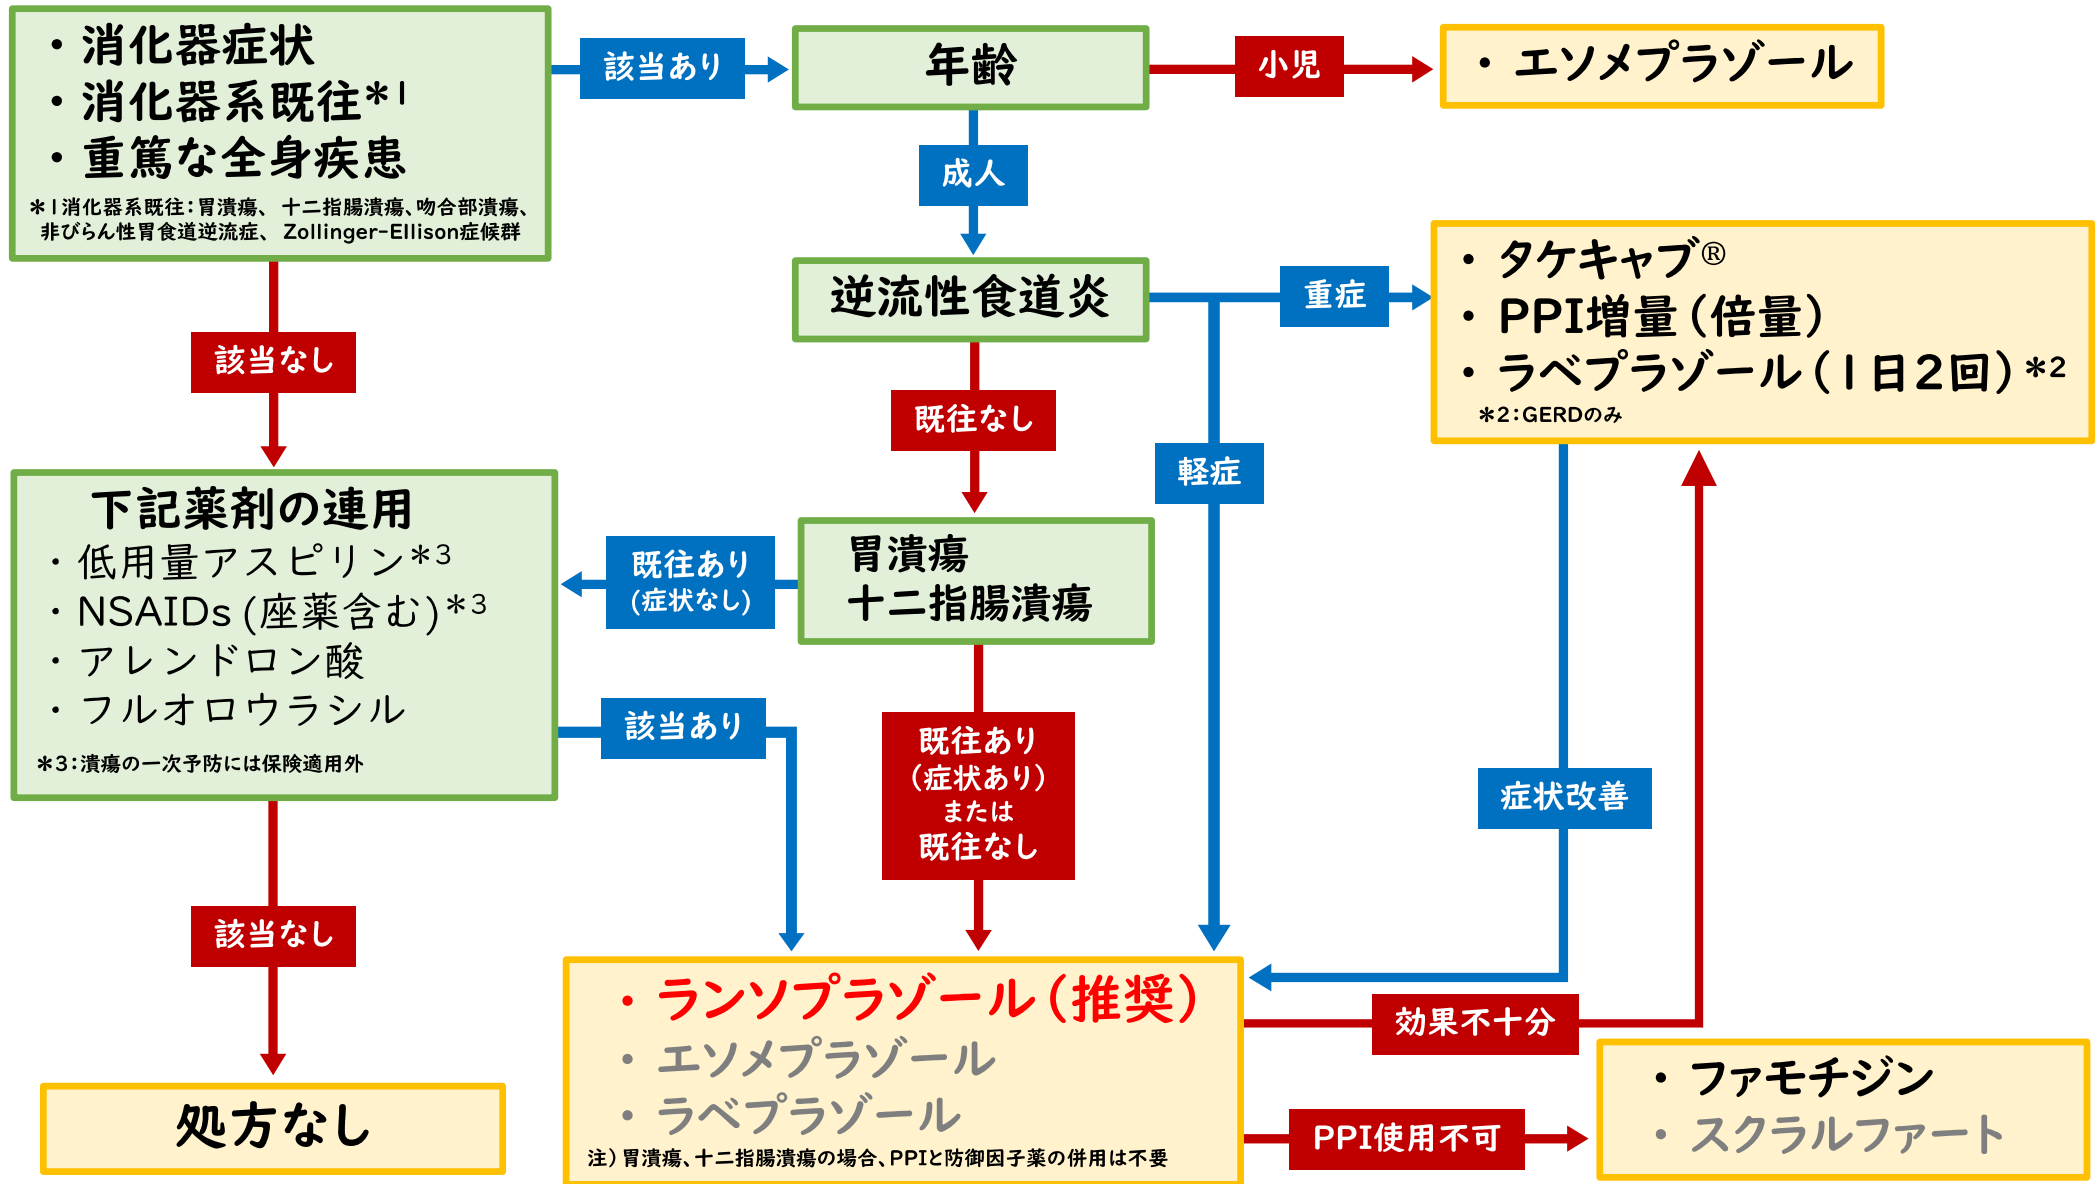 ・消化器症状
・消化器系既往*1
・重篤な全身疾患
*1消化器系既往：胃潰瘍、十二指腸潰瘍、吻合部潰瘍、
非びらん性胃食道逆流症、Zollinger-Ellison症候群
該当あり
年齢
小児
・エソメプラゾール
成人
逆流性食道炎
重症
・タケキャブ®
・PPI増量（倍量）
・ラベプラゾール（1日2回）*2
*2：GERDのみ
該当なし
既往なし
軽症
下記薬剤の連用
・低用量アスピリン*3
・NSAIDs（座薬含む）*3
・アレンドロン酸
・フルオロウラシル
*3：潰瘍の一次予防には保険適用外
既往あり
（症状なし）
胃潰瘍
十二指腸潰瘍
該当あり
既往あり
（症状あり）
または
既往なし
症状改善
該当なし
処方なし
・ランソプラゾール（推奨）
・エソメプラゾール
・ラベプラゾール
注）胃潰瘍、十二指腸潰瘍の場合、PPIと防御因子薬の併用は不要
効果不十分
PPI使用不可
・ファモチジン
・スクラルファート